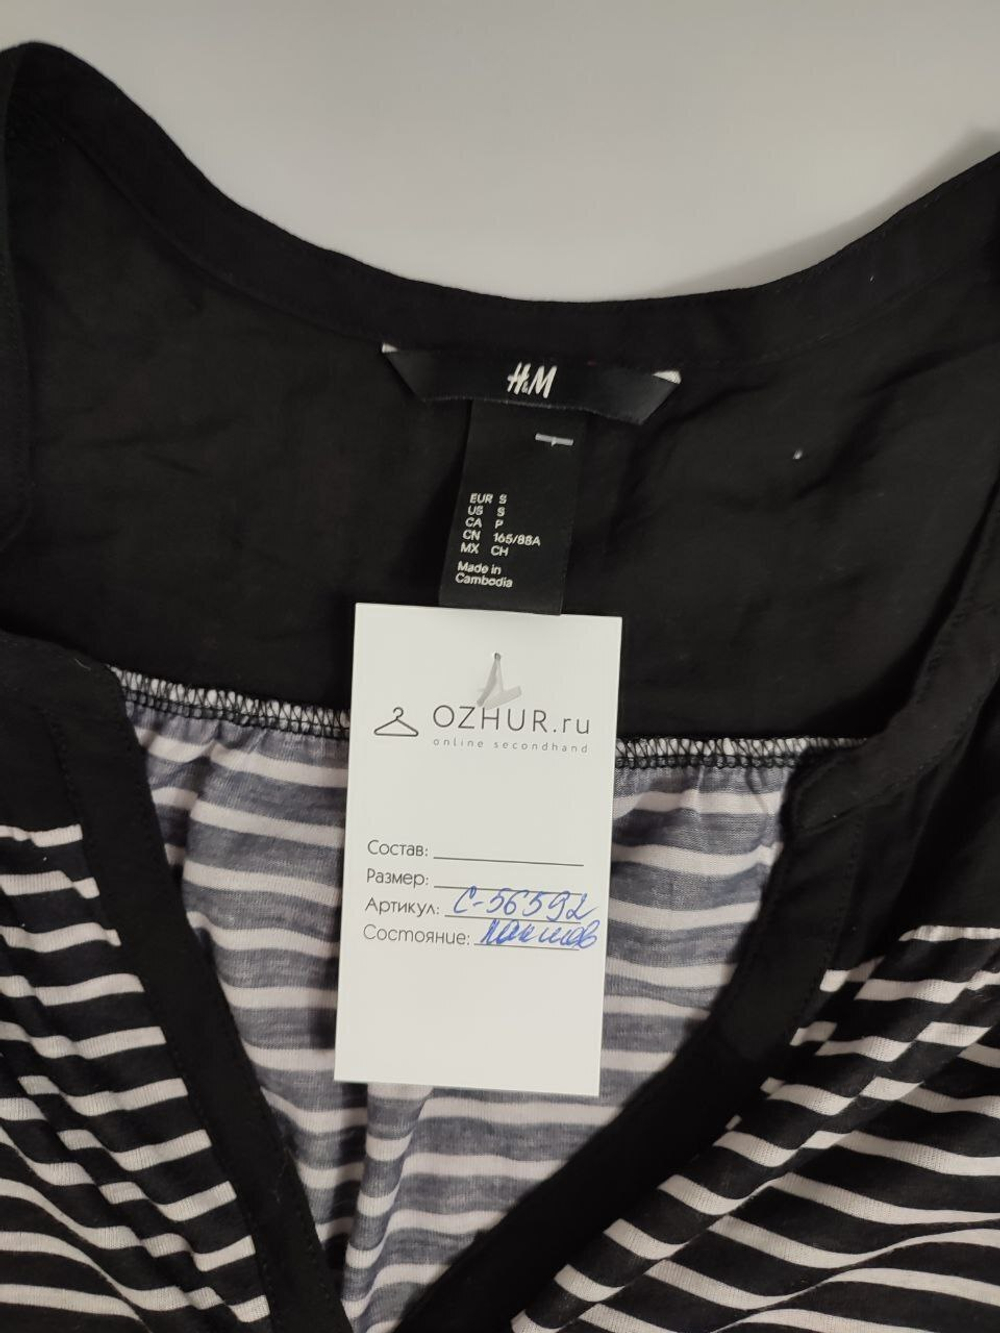 H&M
EUR S
US S
CA P
CN 165/88A
MX CH
Made in
Cambodia
OZHUR.ru
online secondhand
Состав:
Размер:
Артикул: С-56592
Состояние: